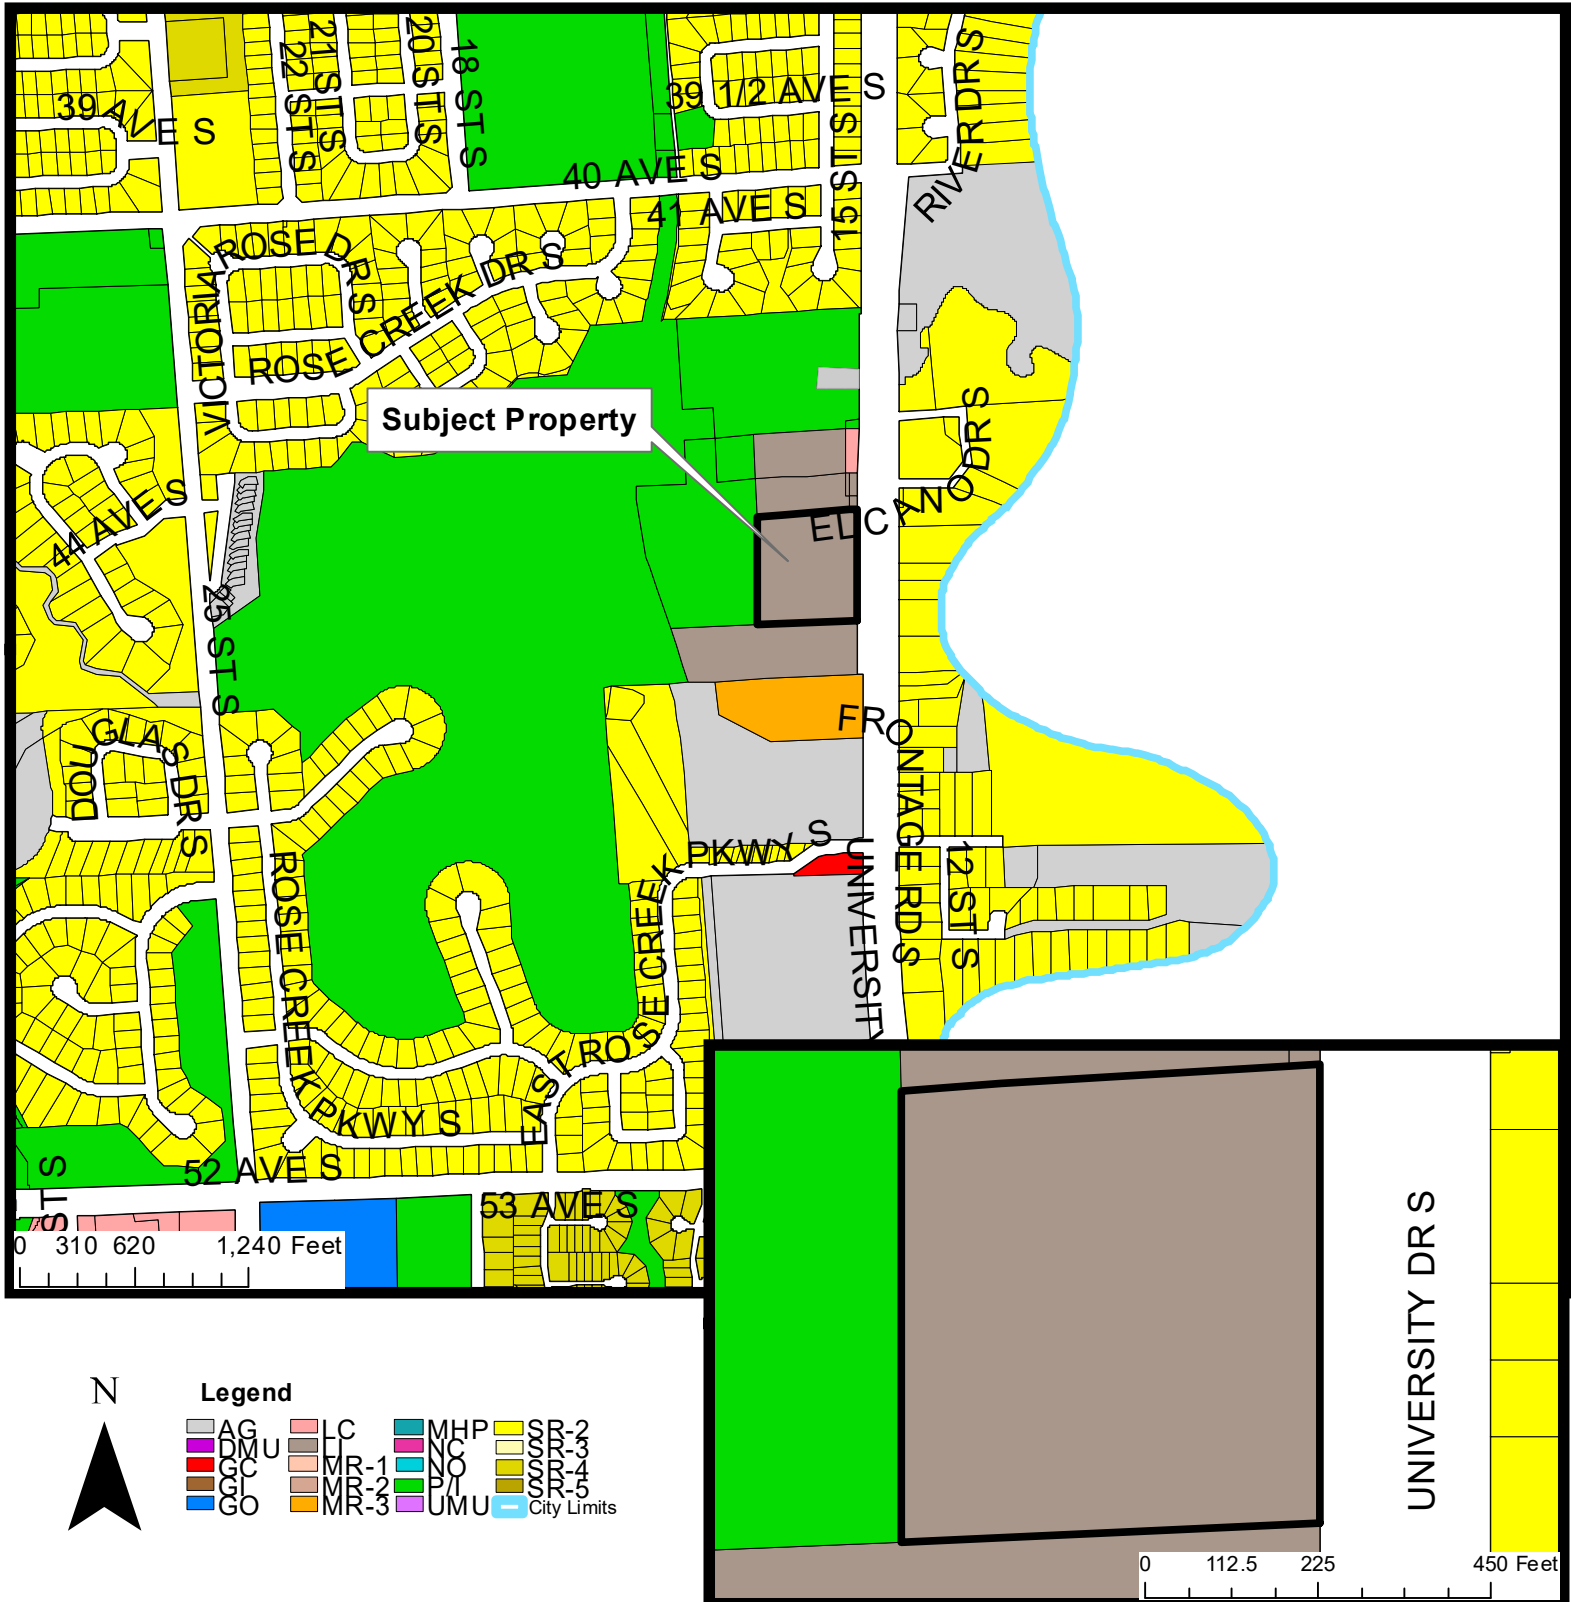 39 AVE S
22 ST S
21 ST S
20 ST S
18 ST S
39 1/2 AVE S
15 ST S
RIVER DR S
40 AVE S
41 AVE S
ROSE DR S
VICTORIA
ROSE CREEK DR S
Subject Property
44 AVE S
25 ST S
EL CANO DR S
DOUGLAS DR S
FRONTAGE RD S
ROSE CREEK PKWY S
EAST ROSE CREEK PKWY S
UNIVERSITY
12 ST S
52 AVE S
53 AVE S
ST S
0 310 620 1,240 Feet
UNIVERSITY DR S
0 112.5 225 450 Feet
N
Legend
AG
DMU
GC
GI
GO
LC
LI
MR-1
MR-2
MR-3
MHP
NC
NO
P/I
UMU
SR-2
SR-3
SR-4
SR-5
City Limits